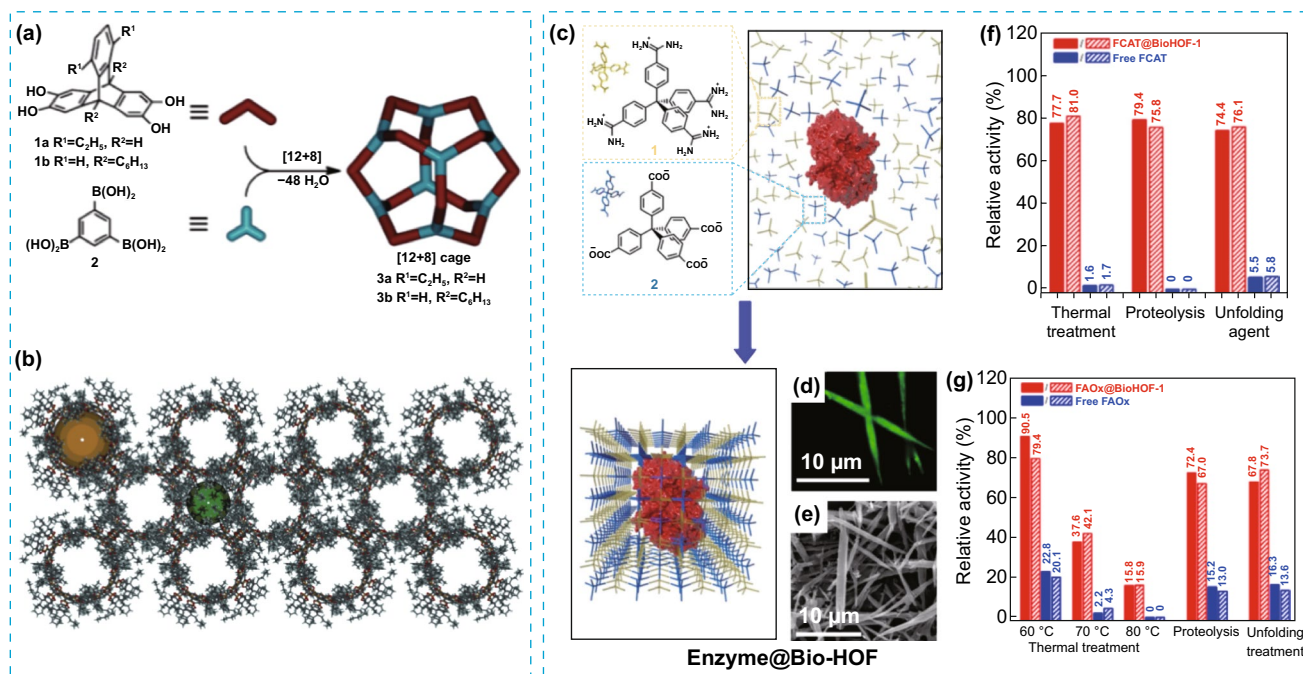 (a)
R¹
R¹
R²
HO
HO
R²
OH
OH
1a R¹=C₂H₅, R²=H
1b R¹=H, R²=C₆H₁₃
B(OH)₂
(HO)₂B
B(OH)₂
2
[12+8]
−48 H₂O
[12+8] cage
3a R¹=C₂H₅, R²=H
3b R¹=H, R²=C₆H₁₃
(b)
(c)
1
2
Enzyme@Bio-HOF
(d)
10 µm
(e)
10 µm
(f)
FCAT@BioHOF-1
Free FCAT
Relative activity (%)
120
100
80
60
40
20
0
77.7
81.0
1.6
1.7
79.4
75.8
0
0
74.4
76.1
5.5
5.8
Thermal
treatment
Proteolysis
Unfolding
agent
(g)
FAOx@BioHOF-1
Free FAOx
Relative activity (%)
120
100
80
60
40
20
0
90.5
79.4
22.8
20.1
37.6
42.1
2.2
4.3
15.8
15.9
0
0
72.4
67.0
15.2
13.0
67.8
73.7
16.3
13.6
60 °C
70 °C
80 °C
Thermal treatment
Proteolysis
Unfolding
treatment